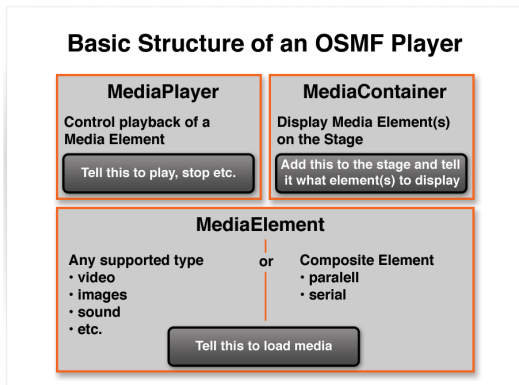 Basic Structure of an OSMF Player
MediaPlayer
Control playback of a
Media Element
Tell this to play, stop etc.
MediaContainer
Display Media Element(s)
on the Stage
Add this to the stage and tell
it what element(s) to display
MediaElement
Any supported type
• video
• images
• sound
• etc.
or
Composite Element
• paralell
• serial
Tell this to load media